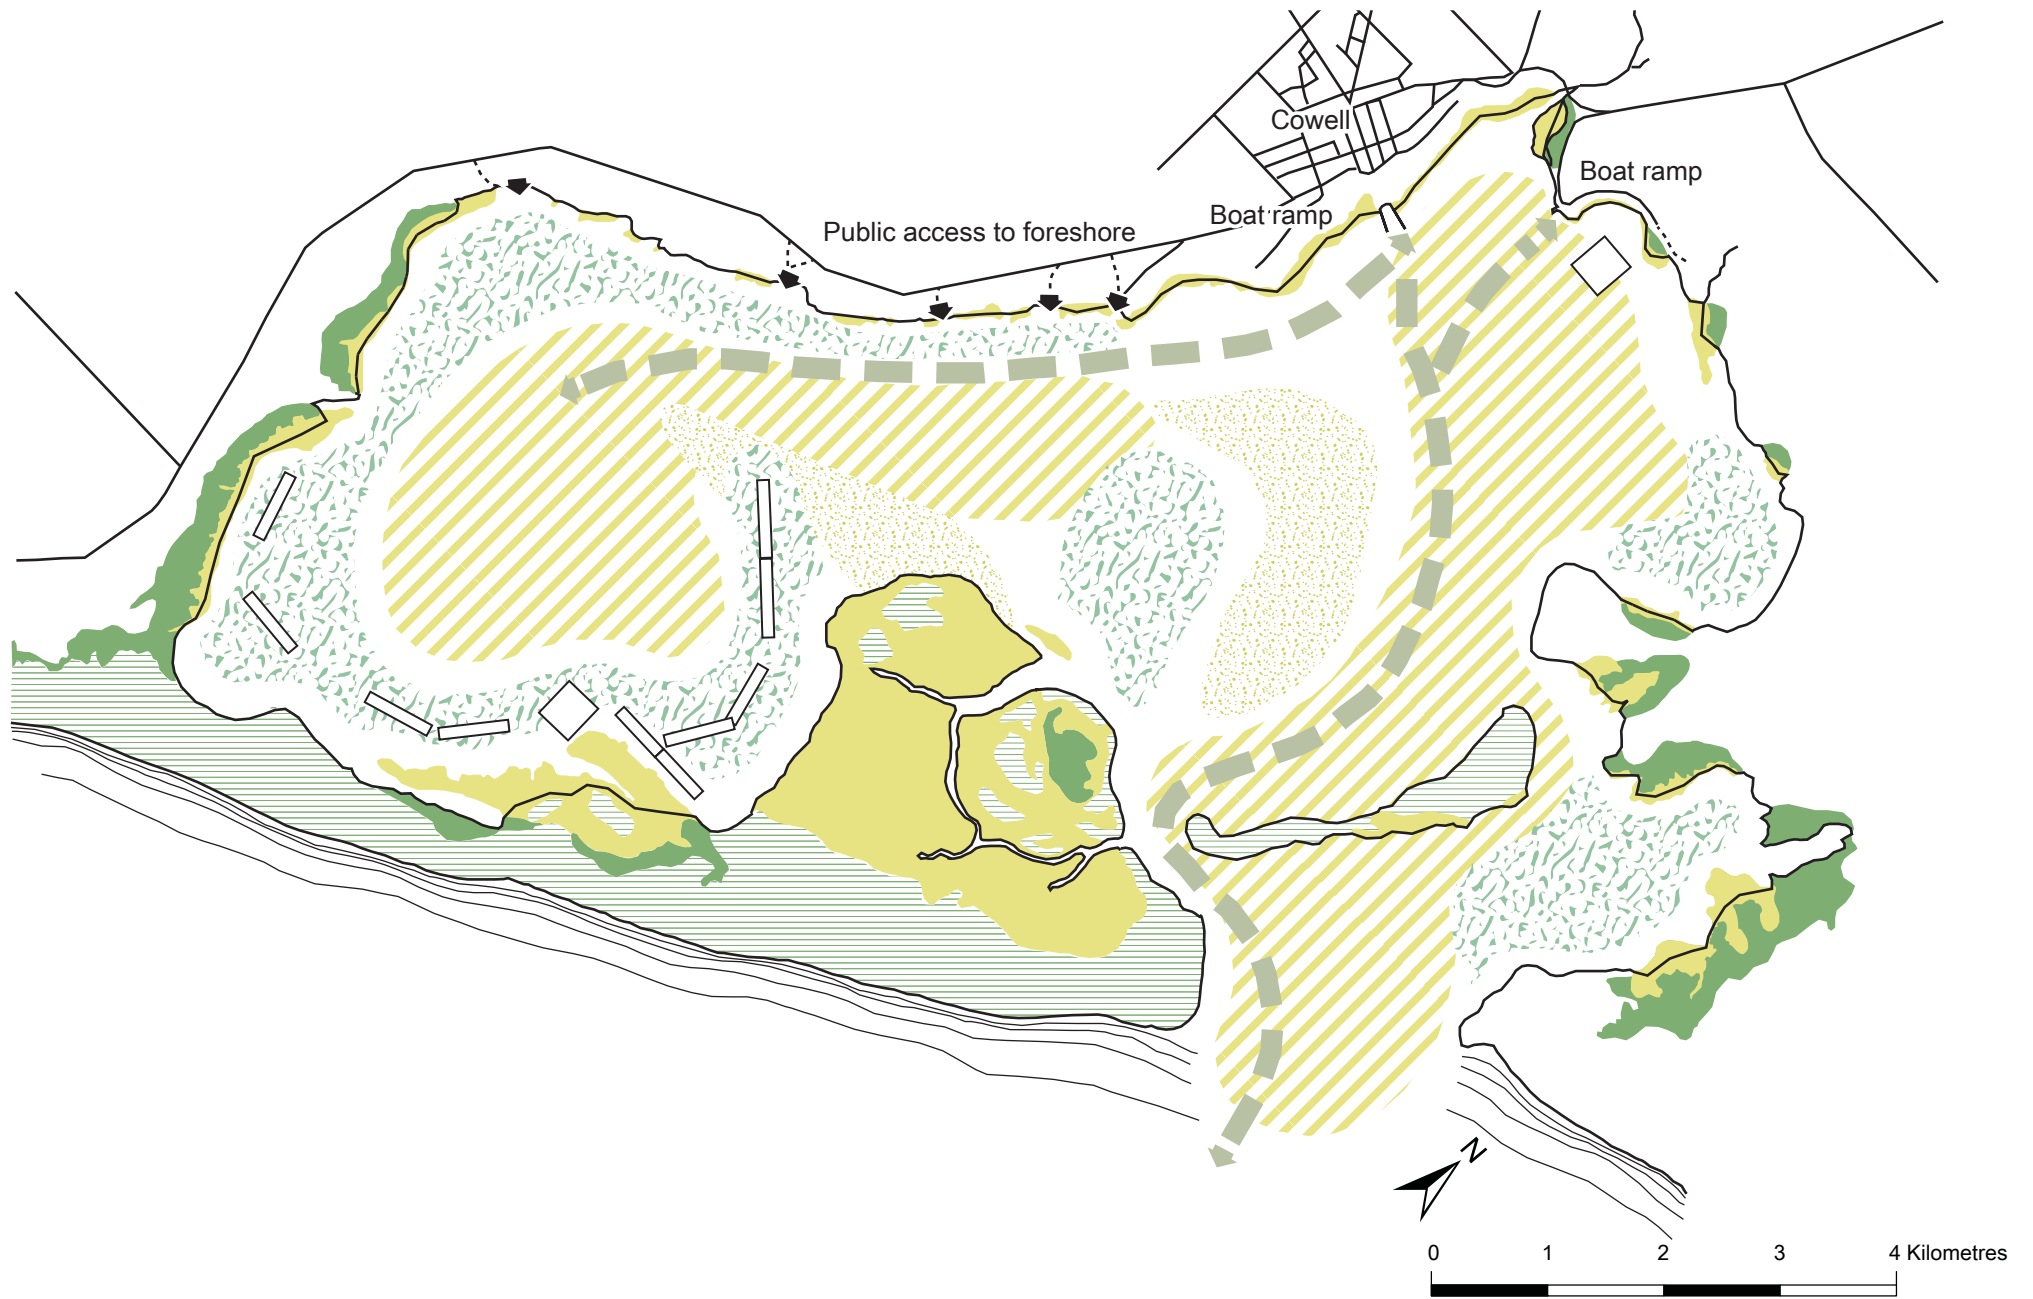 Cowell
Boat ramp
Boat ramp
Public access to foreshore
N
0 1 2 3 4 Kilometres